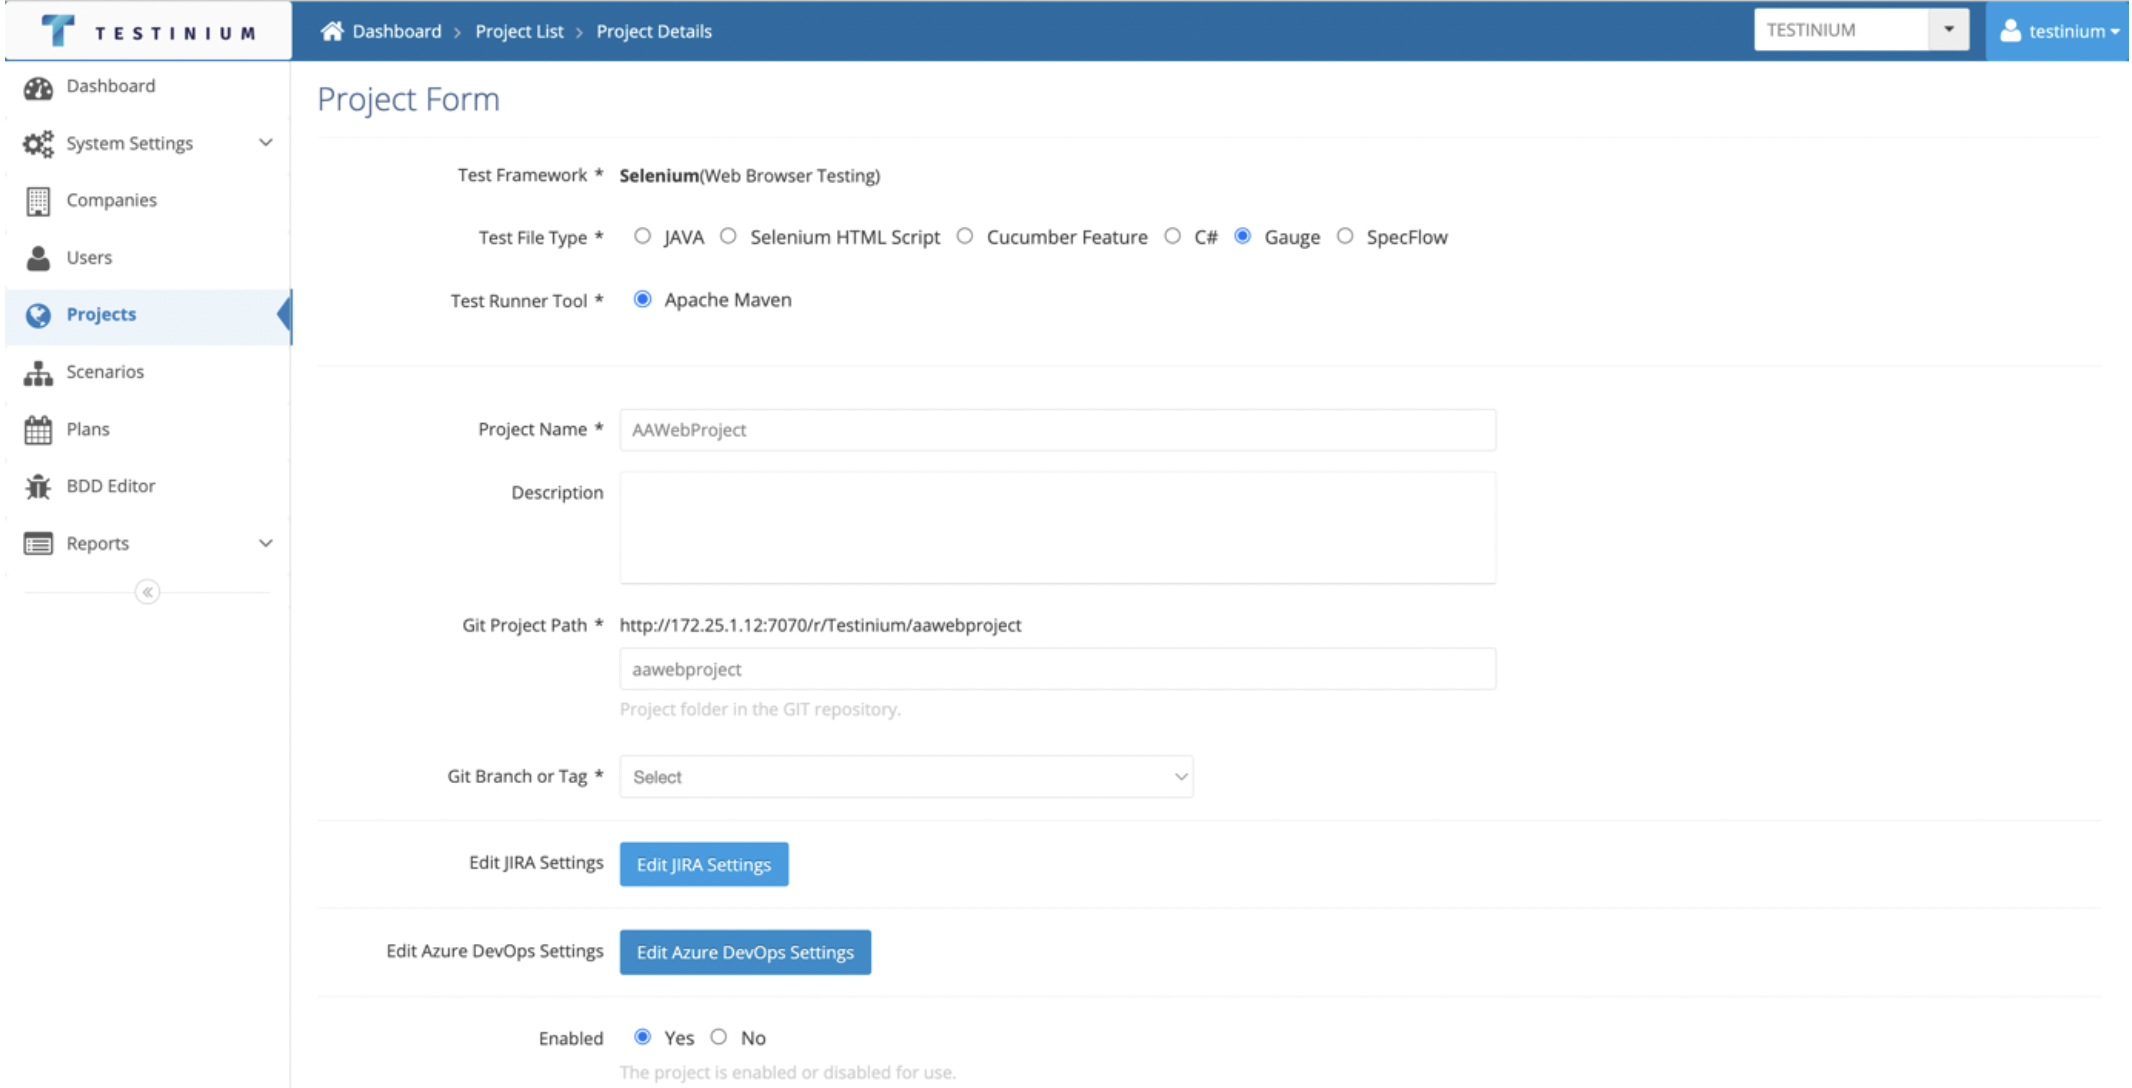 TESTINIUM
Dashboard > Project List > Project Details
TESTINIUM
testinium
Dashboard
System Settings
Companies
Users
Projects
Scenarios
Plans
BDD Editor
Reports
Project Form
Test Framework * Selenium(Web Browser Testing)
Test File Type * JAVA Selenium HTML Script Cucumber Feature C# Gauge SpecFlow
Test Runner Tool * Apache Maven
Project Name * AAWebProject
Description
Git Project Path * http://172.25.1.12:7070/r/Testinium/aawebproject
aawebproject
Project folder in the GIT repository.
Git Branch or Tag * Select
Edit JIRA Settings Edit JIRA Settings
Edit Azure DevOps Settings Edit Azure DevOps Settings
Enabled Yes No
The project is enabled or disabled for use.